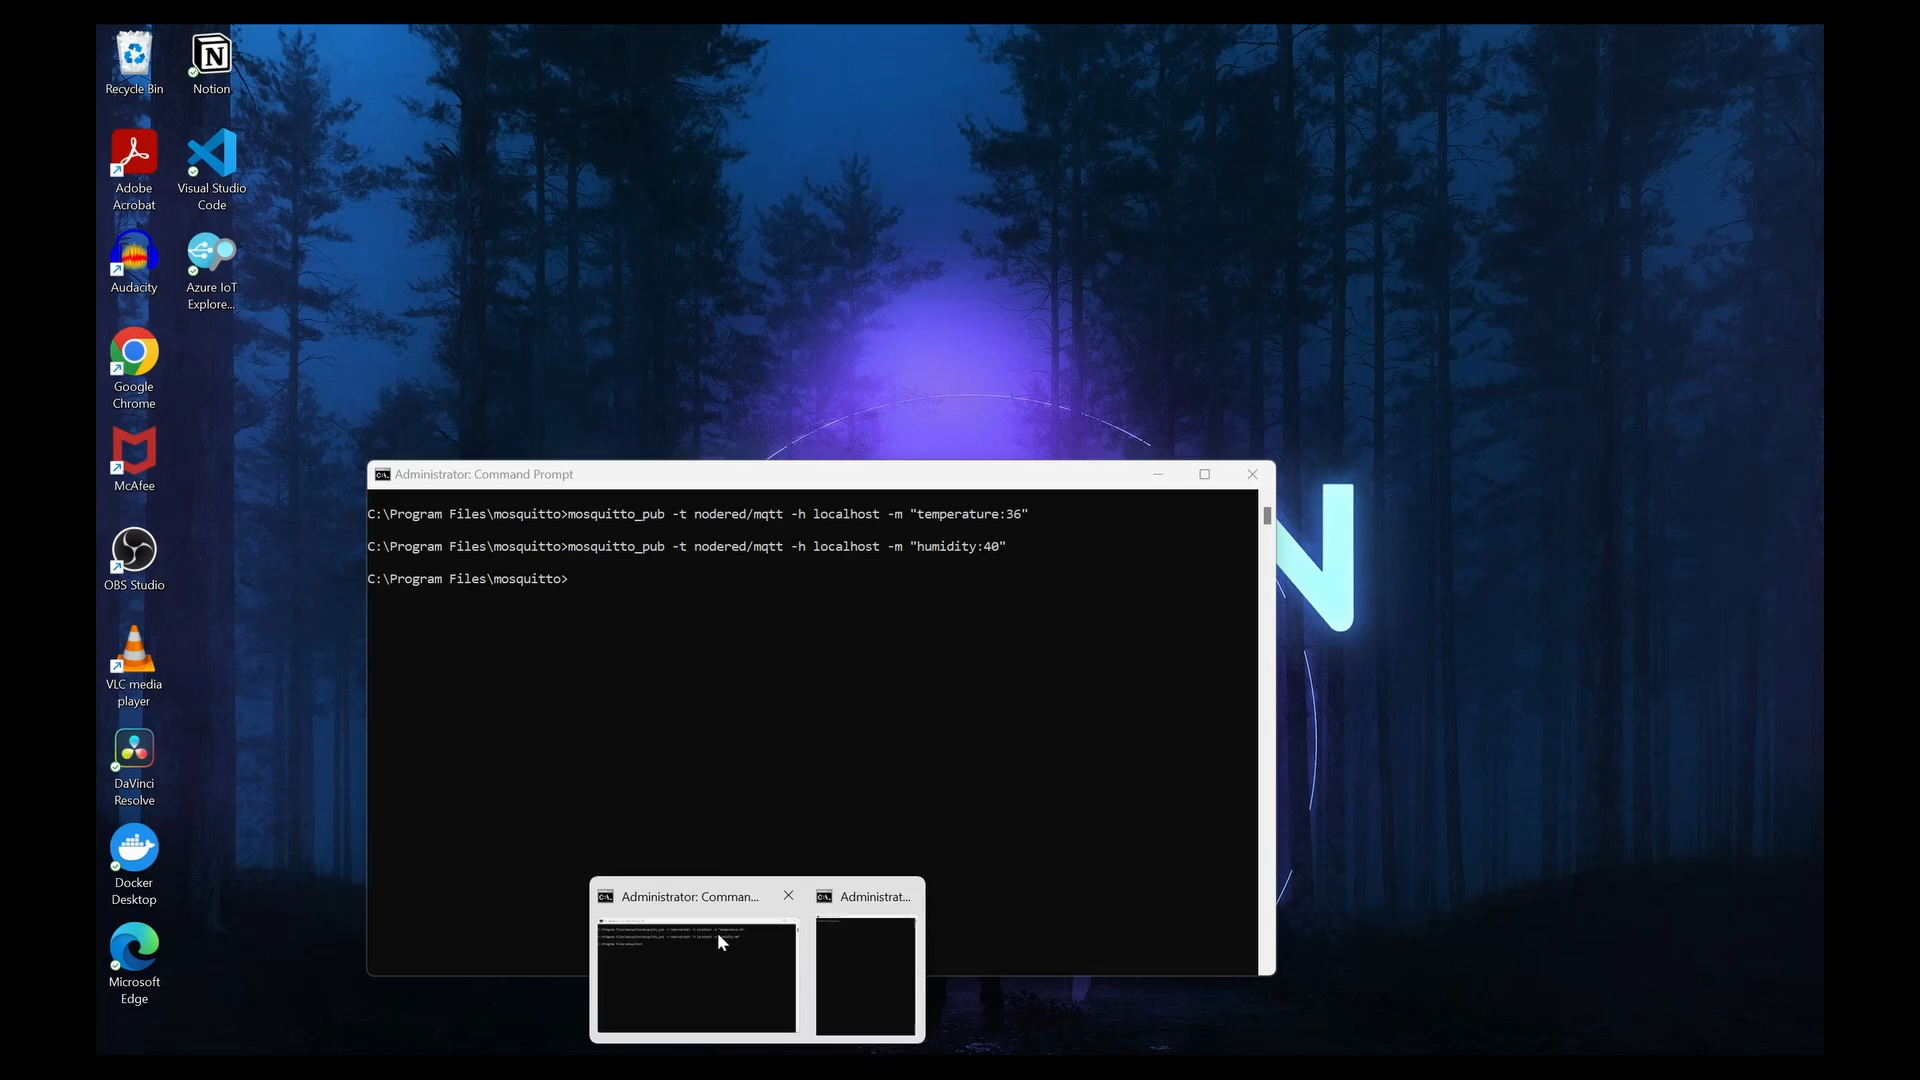 Recycle Bin
Notion
Adobe
Acrobat
Visual Studio
Code
Audacity
Azure IoT
Explore...
Google
Chrome
McAfee
OBS Studio
VLC media
player
DaVinci
Resolve
Docker
Desktop
Microsoft
Edge
Administrator: Command Prompt
C:\Program Files\mosquitto>mosquitto_pub -t nodered/mqtt -h localhost -m "temperature:36"
C:\Program Files\mosquitto>mosquitto_pub -t nodered/mqtt -h localhost -m "humidity:40"
C:\Program Files\mosquitto>
N
Administrator: Comman...
Administrat...